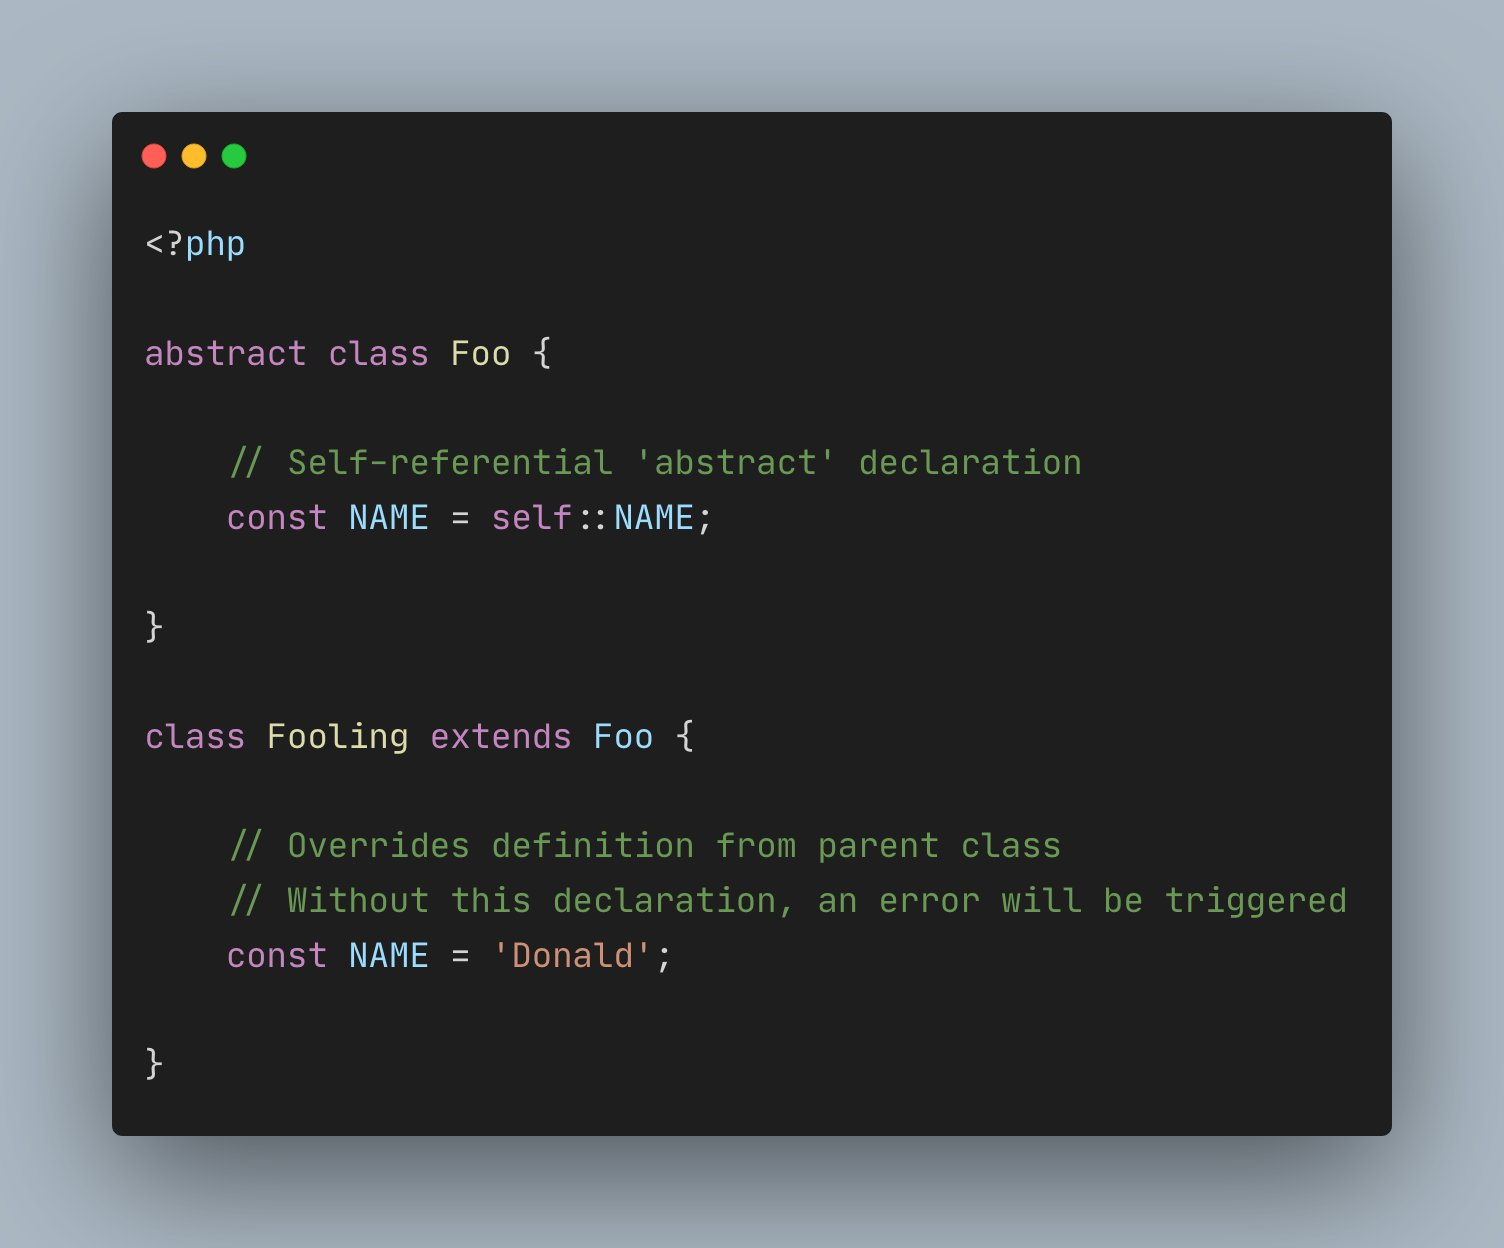 <?php
abstract class Foo {
// Self-referential 'abstract' declaration
const NAME = self::NAME;
}
class Fooling extends Foo {
// Overrides definition from parent class
// Without this declaration, an error will be triggered
const NAME = 'Donald';
}